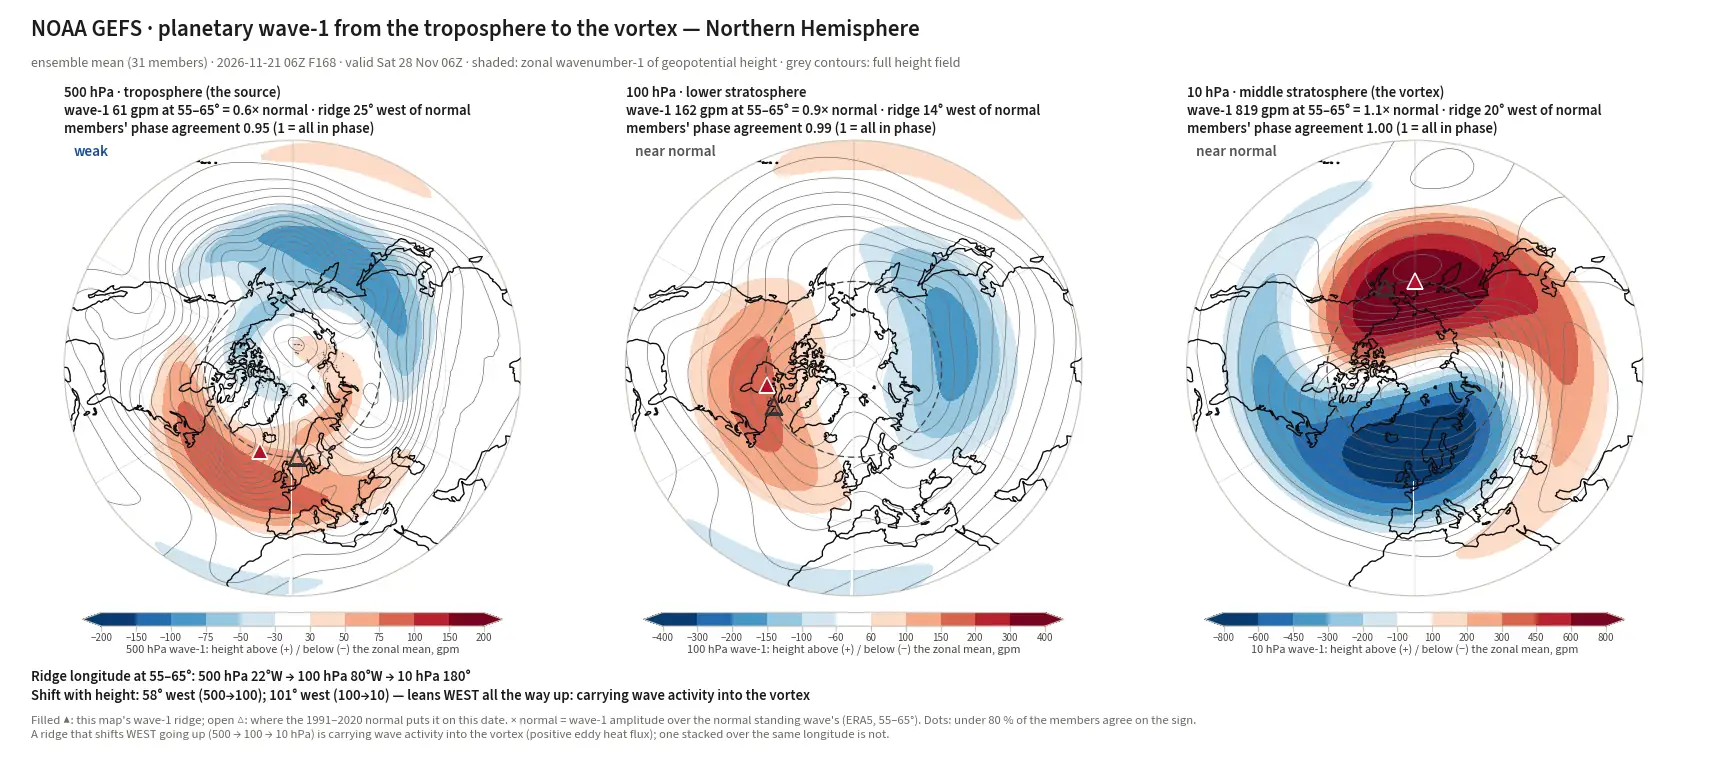 NOAA GEFS · planetary wave-1 from the troposphere to the vortex — Northern Hemisphere
ensemble mean (31 members) · 2026-11-21 06Z F168 · valid Sat 28 Nov 06Z · shaded: zonal wavenumber-1 of geopotential height · grey contours: full height field
500 hPa · troposphere (the source)
wave-1 61 gpm at 55–65° = 0.6× normal · ridge 25° west of normal
members' phase agreement 0.95 (1 = all in phase)
weak
100 hPa · lower stratosphere
wave-1 162 gpm at 55–65° = 0.9× normal · ridge 14° west of normal
members' phase agreement 0.99 (1 = all in phase)
near normal
10 hPa · middle stratosphere (the vortex)
wave-1 819 gpm at 55–65° = 1.1× normal · ridge 20° west of normal
members' phase agreement 1.00 (1 = all in phase)
near normal
−200 −150 −100 −75 −50 −30 30 50 75 100 150 200
500 hPa wave-1: height above (+) / below (−) the zonal mean, gpm
−400 −300 −200 −150 −100 −60 60 100 150 200 300 400
100 hPa wave-1: height above (+) / below (−) the zonal mean, gpm
−800 −600 −450 −300 −200 −100 100 200 300 450 600 800
10 hPa wave-1: height above (+) / below (−) the zonal mean, gpm
Ridge longitude at 55–65°: 500 hPa 22°W → 100 hPa 80°W → 10 hPa 180°
Shift with height: 58° west (500→100); 101° west (100→10) — leans WEST all the way up: carrying wave activity into the vortex
Filled ▲: this map's wave-1 ridge; open △: where the 1991–2020 normal puts it on this date. × normal = wave-1 amplitude over the normal standing wave's (ERA5, 55–65°). Dots: under 80 % of the members agree on the sign.
A ridge that shifts WEST going up (500 → 100 → 10 hPa) is carrying wave activity into the vortex (positive eddy heat flux); one stacked over the same longitude is not.